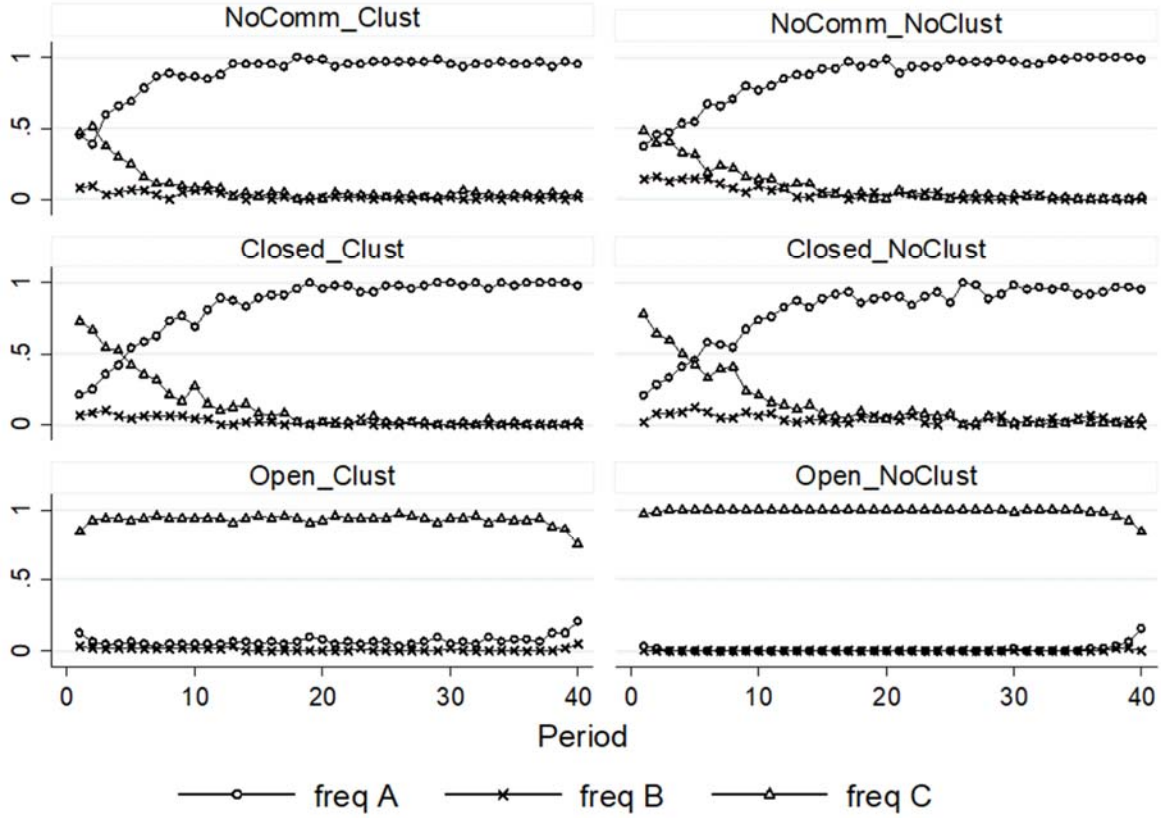 NoComm_Clust NoComm_NoClust
1
.5
0
Closed_Clust Closed_NoClust
1
.5
0
Open_Clust Open_NoClust
1
.5
0
0 10 20 30 40 0 10 20 30 40
Period
freq A freq B freq C